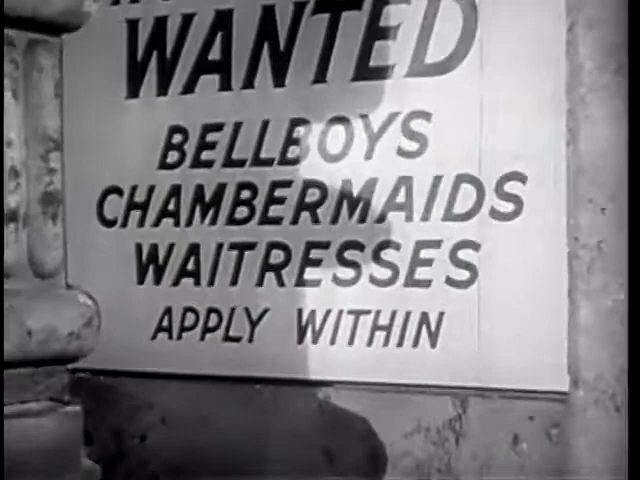 WANTED
BELLBOYS
CHAMBERMAIDS
WAITRESSES
APPLY WITHIN